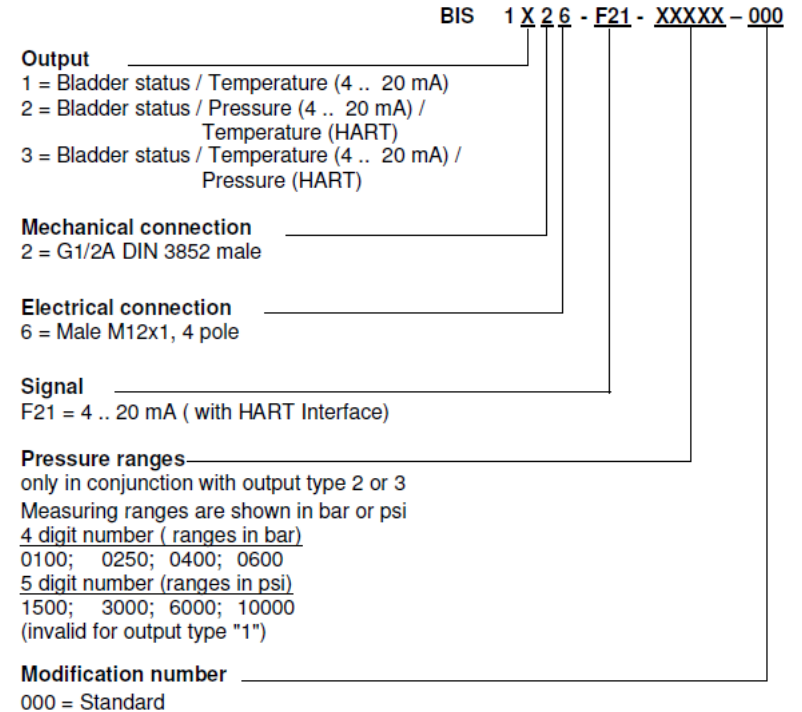 BIS 1 X 2 6 - F21 - XXXXX – 000
Output
1 = Bladder status / Temperature (4 .. 20 mA)
2 = Bladder status / Pressure (4 .. 20 mA) /
Temperature (HART)
3 = Bladder status / Temperature (4 .. 20 mA) /
Pressure (HART)
Mechanical connection
2 = G1/2A DIN 3852 male
Electrical connection
6 = Male M12x1, 4 pole
Signal
F21 = 4 .. 20 mA ( with HART Interface)
Pressure ranges
only in conjunction with output type 2 or 3
Measuring ranges are shown in bar or psi
4 digit number ( ranges in bar)
0100; 0250; 0400; 0600
5 digit number (ranges in psi)
1500; 3000; 6000; 10000
(invalid for output type "1")
Modification number
000 = Standard